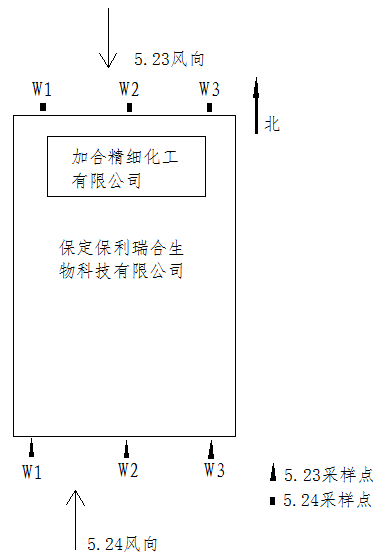 5.23风向
W1 W2 W3
北
加合精细化工
有限公司
保定保利瑞合生
物科技有限公司
W1 W2 W3
5.23采样点
5.24采样点
5.24风向